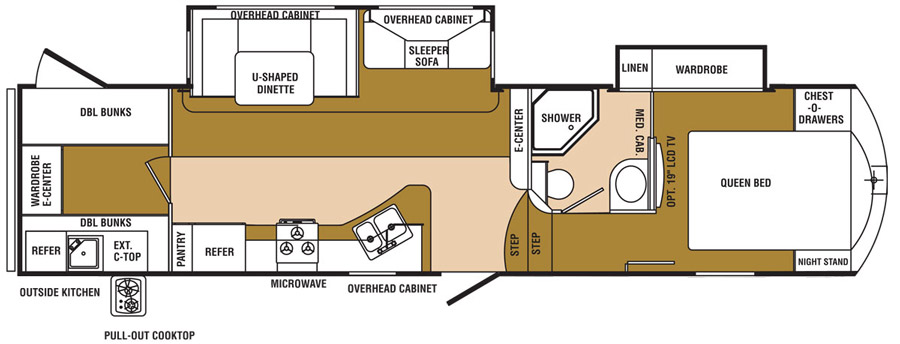 OVERHEAD CABINET
OVERHEAD CABINET
SLEEPER
SOFA
U-SHAPED
DINETTE
LINEN
WARDROBE
DBL BUNKS
SHOWER
E-CENTER
MED. CAB.
OPT. 19" LCD TV
CHEST
-O-
DRAWERS
WARDROBE
E-CENTER
QUEEN BED
DBL BUNKS
REFER
EXT.
C-TOP
PANTRY
REFER
STEP
STEP
NIGHT STAND
MICROWAVE
OVERHEAD CABINET
OUTSIDE KITCHEN
PULL-OUT COOKTOP